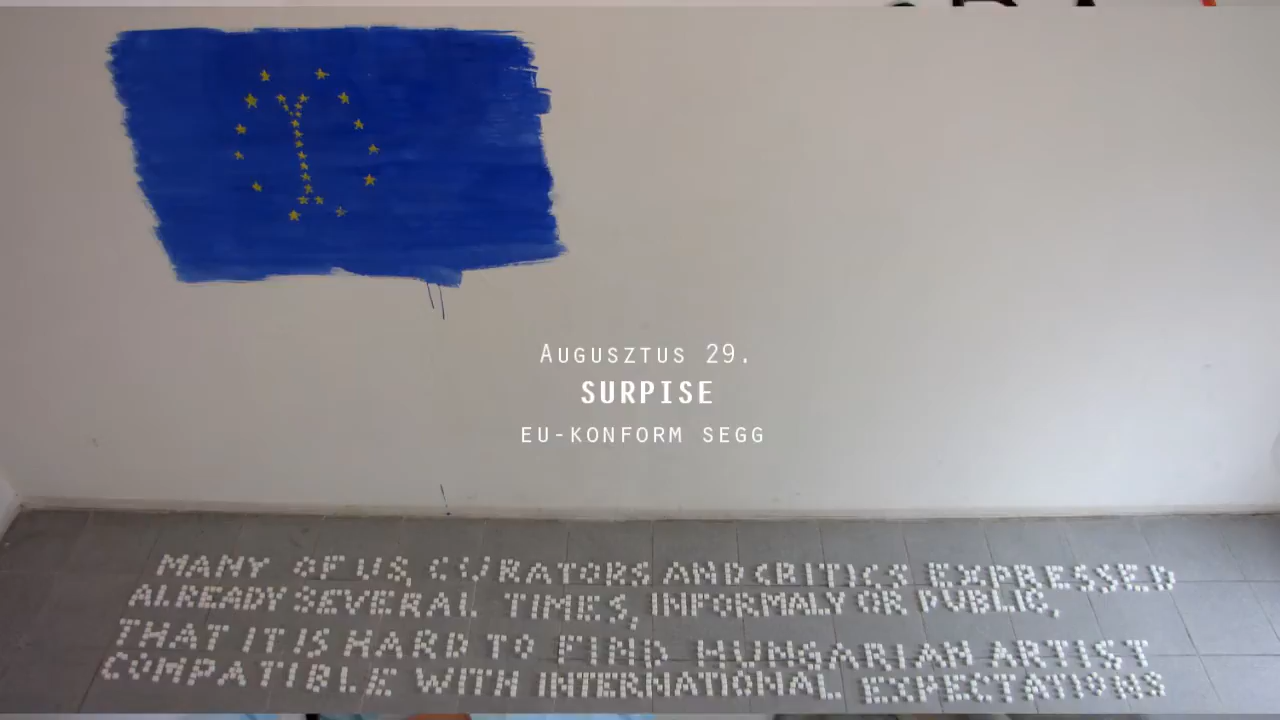 Augusztus 29.
SURPISE
EU-KONFORM SEGG
MANY OF US, CURATORS AND CRITICS EXPRESSED
ALREADY SEVERAL TIMES, INFORMALY OR PUBLIC,
THAT IT IS HARD TO FIND HUNGARIAN ARTIST
COMPATIBLE WITH INTERNATIONAL EXPECTATIONS